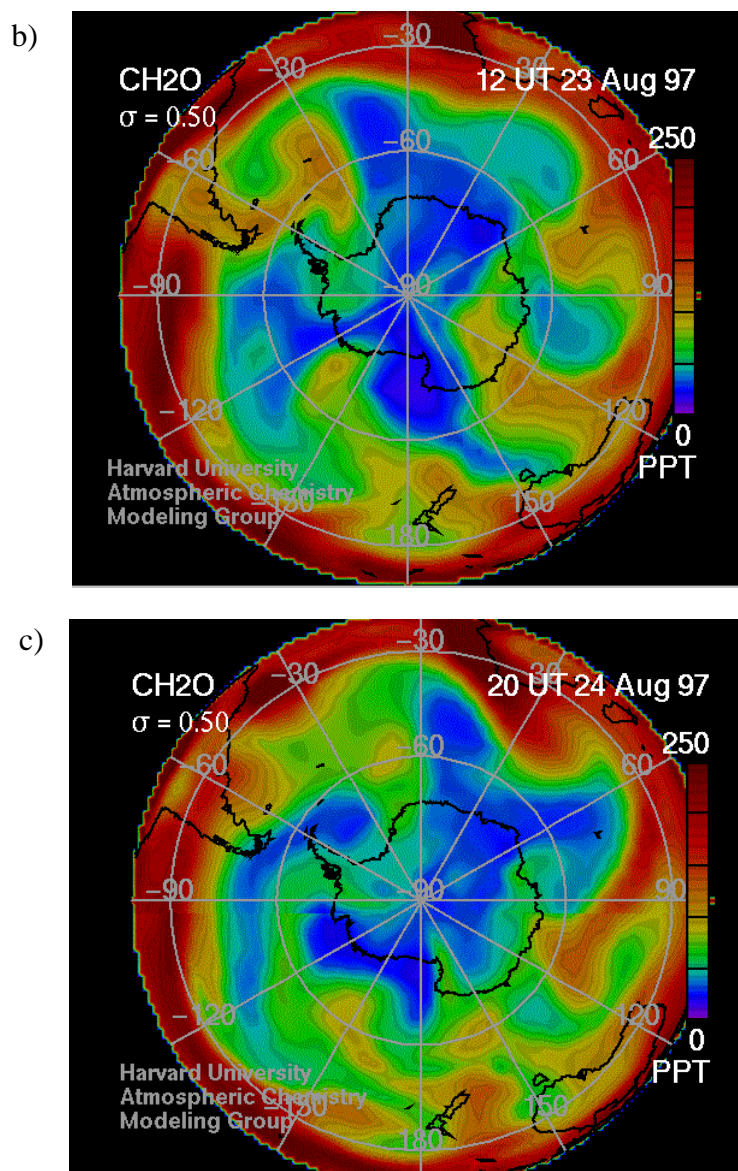 b)
CH2O
σ = 0.50
12 UT 23 Aug 97
-30
30
-60
-60
60
250
-90
-90
90
-120
120
0
PPT
Harvard University
Atmospheric Chemistry
Modeling Group
-150
180
150
c)
CH2O
σ = 0.50
20 UT 24 Aug 97
-30
30
-60
-60
60
250
-90
-90
90
-120
120
0
PPT
Harvard University
Atmospheric Chemistry
Modeling Group
-150
180
150